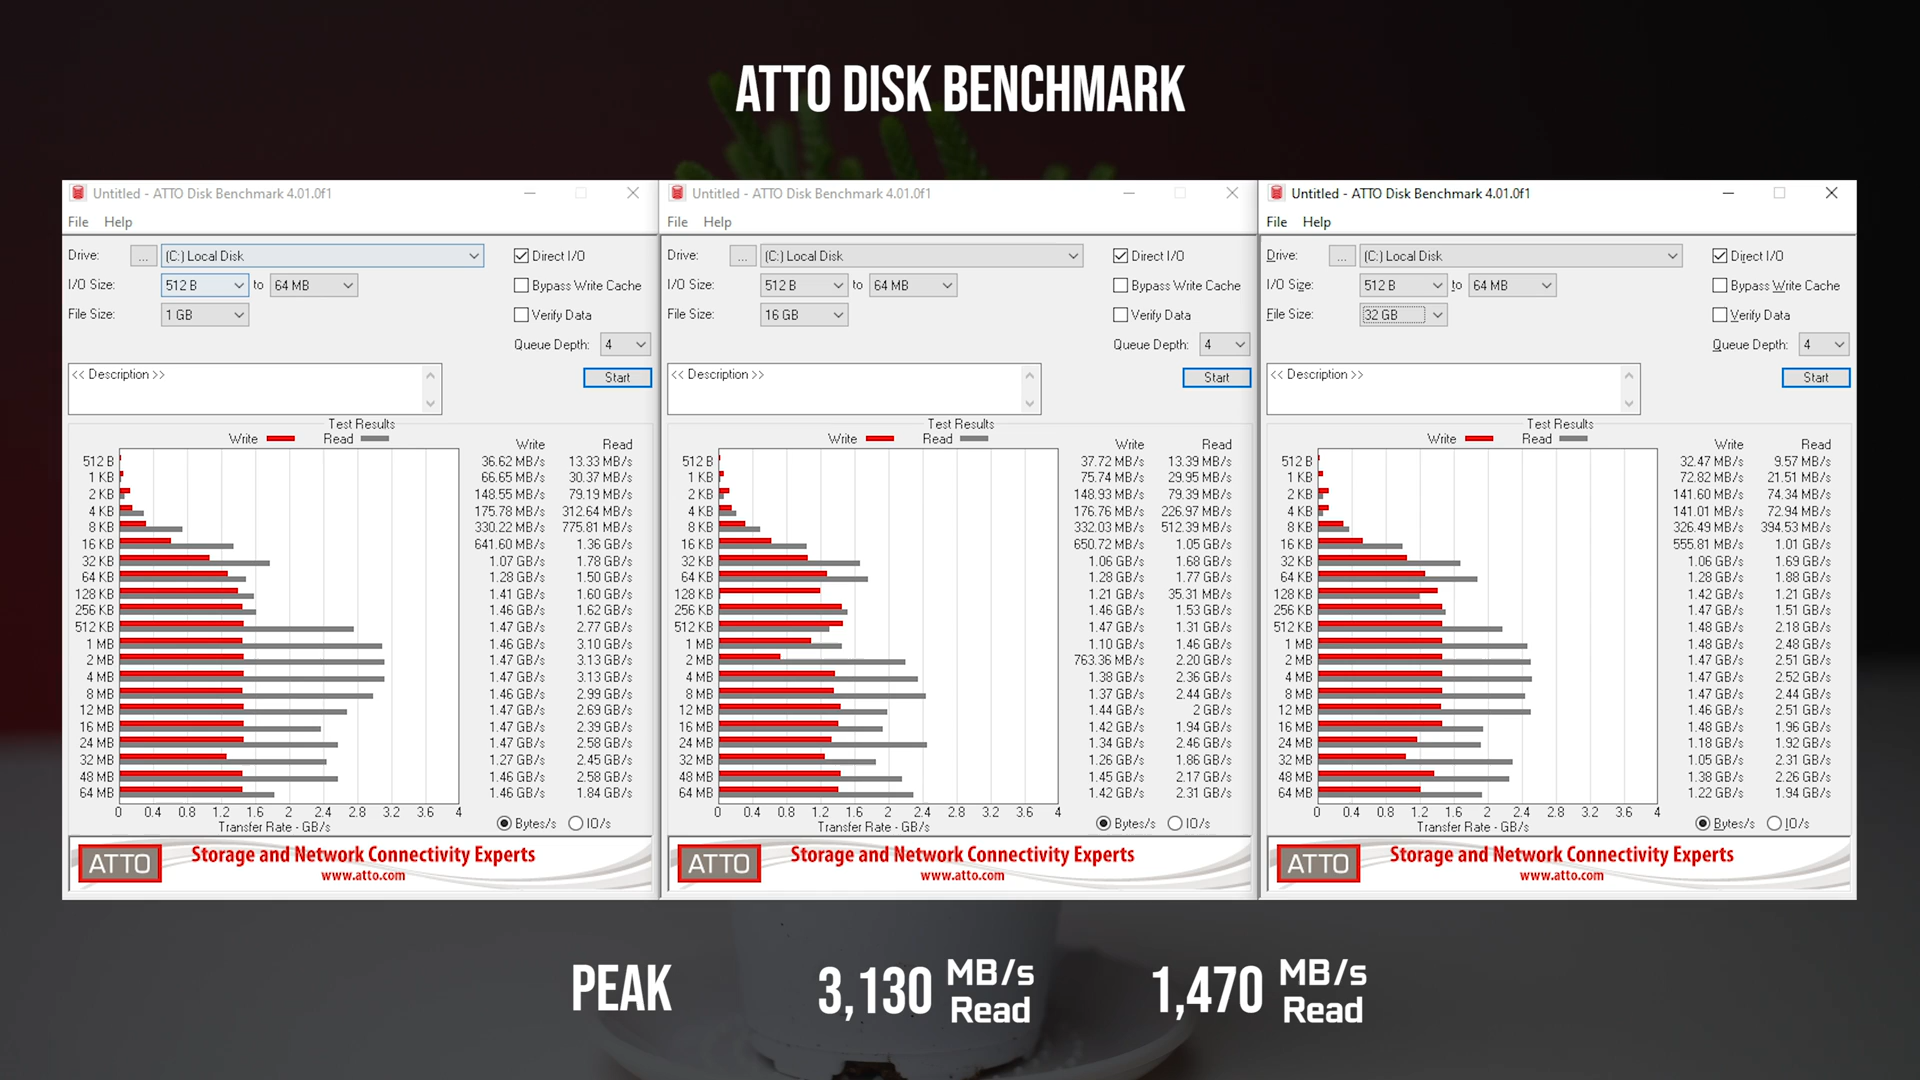 ATTO DISK BENCHMARK
Untitled - ATTO Disk Benchmark 4.01.0f1
File Help
Drive: ... (C:) Local Disk
Direct I/O
I/O Size: 512 B to 64 MB
Bypass Write Cache
File Size: 1 GB
Verify Data
Queue Depth: 4
<< Description >>
Start
Test Results
Write Read
Write Read
512 B 36.62 MB/s 13.33 MB/s
1 KB 66.65 MB/s 30.37 MB/s
2 KB 148.55 MB/s 79.19 MB/s
4 KB 175.78 MB/s 312.64 MB/s
8 KB 330.22 MB/s 775.81 MB/s
16 KB 641.60 MB/s 1.36 GB/s
32 KB 1.07 GB/s 1.78 GB/s
64 KB 1.28 GB/s 1.50 GB/s
128 KB 1.41 GB/s 1.60 GB/s
256 KB 1.46 GB/s 1.62 GB/s
512 KB 1.47 GB/s 2.77 GB/s
1 MB 1.46 GB/s 3.10 GB/s
2 MB 1.47 GB/s 3.13 GB/s
4 MB 1.47 GB/s 3.13 GB/s
8 MB 1.46 GB/s 2.99 GB/s
12 MB 1.47 GB/s 2.69 GB/s
16 MB 1.47 GB/s 2.39 GB/s
24 MB 1.47 GB/s 2.58 GB/s
32 MB 1.27 GB/s 2.45 GB/s
48 MB 1.46 GB/s 2.58 GB/s
64 MB 1.46 GB/s 1.84 GB/s
0 0.4 0.8 1.2 1.6 2 2.4 2.8 3.2 3.6 4
Transfer Rate - GB/s
Bytes/s IO/s
ATTO
Storage and Network Connectivity Experts
www.atto.com
Untitled - ATTO Disk Benchmark 4.01.0f1
File Help
Drive: ... (C:) Local Disk
Direct I/O
I/O Size: 512 B to 64 MB
Bypass Write Cache
File Size: 16 GB
Verify Data
Queue Depth: 4
<< Description >>
Start
Test Results
Write Read
Write Read
512 B 37.72 MB/s 13.39 MB/s
1 KB 75.74 MB/s 29.95 MB/s
2 KB 148.93 MB/s 79.39 MB/s
4 KB 176.76 MB/s 226.97 MB/s
8 KB 332.03 MB/s 512.39 MB/s
16 KB 650.72 MB/s 1.05 GB/s
32 KB 1.06 GB/s 1.68 GB/s
64 KB 1.28 GB/s 1.77 GB/s
128 KB 1.21 GB/s 35.31 MB/s
256 KB 1.46 GB/s 1.53 GB/s
512 KB 1.47 GB/s 1.31 GB/s
1 MB 1.10 GB/s 1.46 GB/s
2 MB 763.36 MB/s 2.20 GB/s
4 MB 1.38 GB/s 2.36 GB/s
8 MB 1.37 GB/s 2.44 GB/s
12 MB 1.44 GB/s 2 GB/s
16 MB 1.42 GB/s 1.94 GB/s
24 MB 1.34 GB/s 2.46 GB/s
32 MB 1.26 GB/s 1.86 GB/s
48 MB 1.45 GB/s 2.17 GB/s
64 MB 1.42 GB/s 2.31 GB/s
0 0.4 0.8 1.2 1.6 2 2.4 2.8 3.2 3.6 4
Transfer Rate - GB/s
Bytes/s IO/s
ATTO
Storage and Network Connectivity Experts
www.atto.com
Untitled - ATTO Disk Benchmark 4.01.0f1
File Help
Drive: ... (C:) Local Disk
Direct I/O
I/O Size: 512 B to 64 MB
Bypass Write Cache
File Size: 32 GB
Verify Data
Queue Depth: 4
<< Description >>
Start
Test Results
Write Read
Write Read
512 B 32.47 MB/s 9.57 MB/s
1 KB 72.82 MB/s 21.51 MB/s
2 KB 141.60 MB/s 74.34 MB/s
4 KB 141.01 MB/s 72.94 MB/s
8 KB 326.49 MB/s 394.53 MB/s
16 KB 555.81 MB/s 1.01 GB/s
32 KB 1.06 GB/s 1.69 GB/s
64 KB 1.28 GB/s 1.88 GB/s
128 KB 1.42 GB/s 1.21 GB/s
256 KB 1.47 GB/s 1.51 GB/s
512 KB 1.48 GB/s 2.18 GB/s
1 MB 1.48 GB/s 2.48 GB/s
2 MB 1.47 GB/s 2.51 GB/s
4 MB 1.47 GB/s 2.52 GB/s
8 MB 1.47 GB/s 2.44 GB/s
12 MB 1.46 GB/s 2.51 GB/s
16 MB 1.48 GB/s 1.96 GB/s
24 MB 1.18 GB/s 1.92 GB/s
32 MB 1.05 GB/s 2.31 GB/s
48 MB 1.38 GB/s 2.26 GB/s
64 MB 1.22 GB/s 1.94 GB/s
0 0.4 0.8 1.2 1.6 2 2.4 2.8 3.2 3.6 4
Transfer Rate - GB/s
Bytes/s IO/s
ATTO
Storage and Network Connectivity Experts
www.atto.com
PEAK 3,130 MB/s Read 1,470 MB/s Read